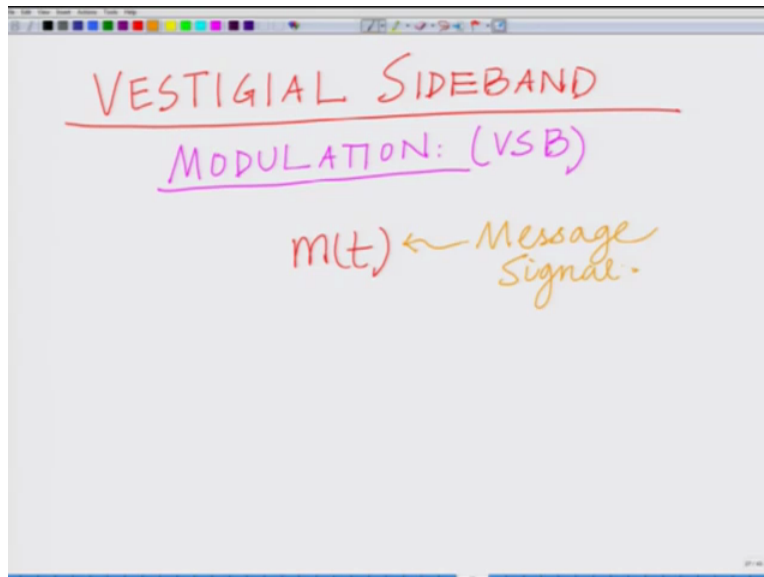 VESTIGIAL SIDEBAND
MODULATION: (VSB)
m(t) ← Message
Signal.